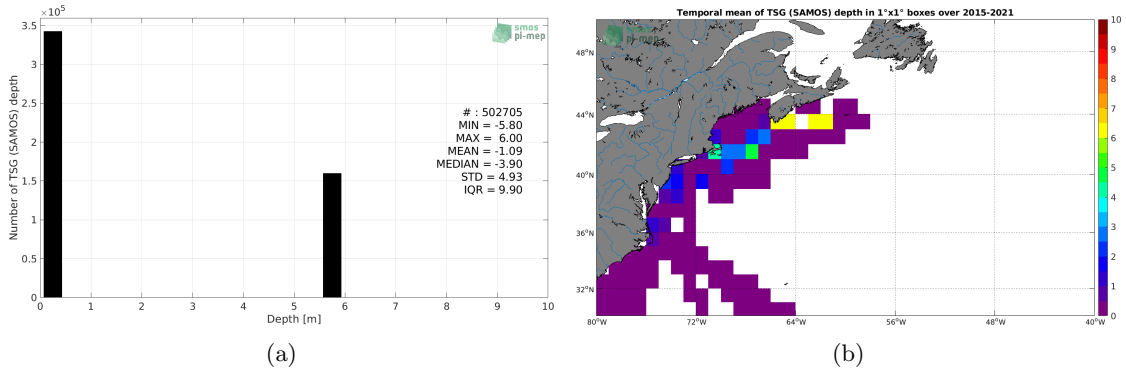 ×10⁵
3.5
3
2.5
2
1.5
1
0.5
0
Number of TSG (SAMOS) depth
smos
pi-mep
# : 502705
MIN = -5.80
MAX = 6.00
MEAN = -1.09
MEDIAN = -3.90
STD = 4.93
IQR = 9.90
0 1 2 3 4 5 6 7 8 9 10
Depth [m]
(a)
Temporal mean of TSG (SAMOS) depth in 1°x1° boxes over 2015-2021
smos
pi-mep
48°N
44°N
40°N
36°N
32°N
80°W 72°W 64°W 56°W 48°W 40°W
10
9
8
7
6
5
4
3
2
1
0
(b)